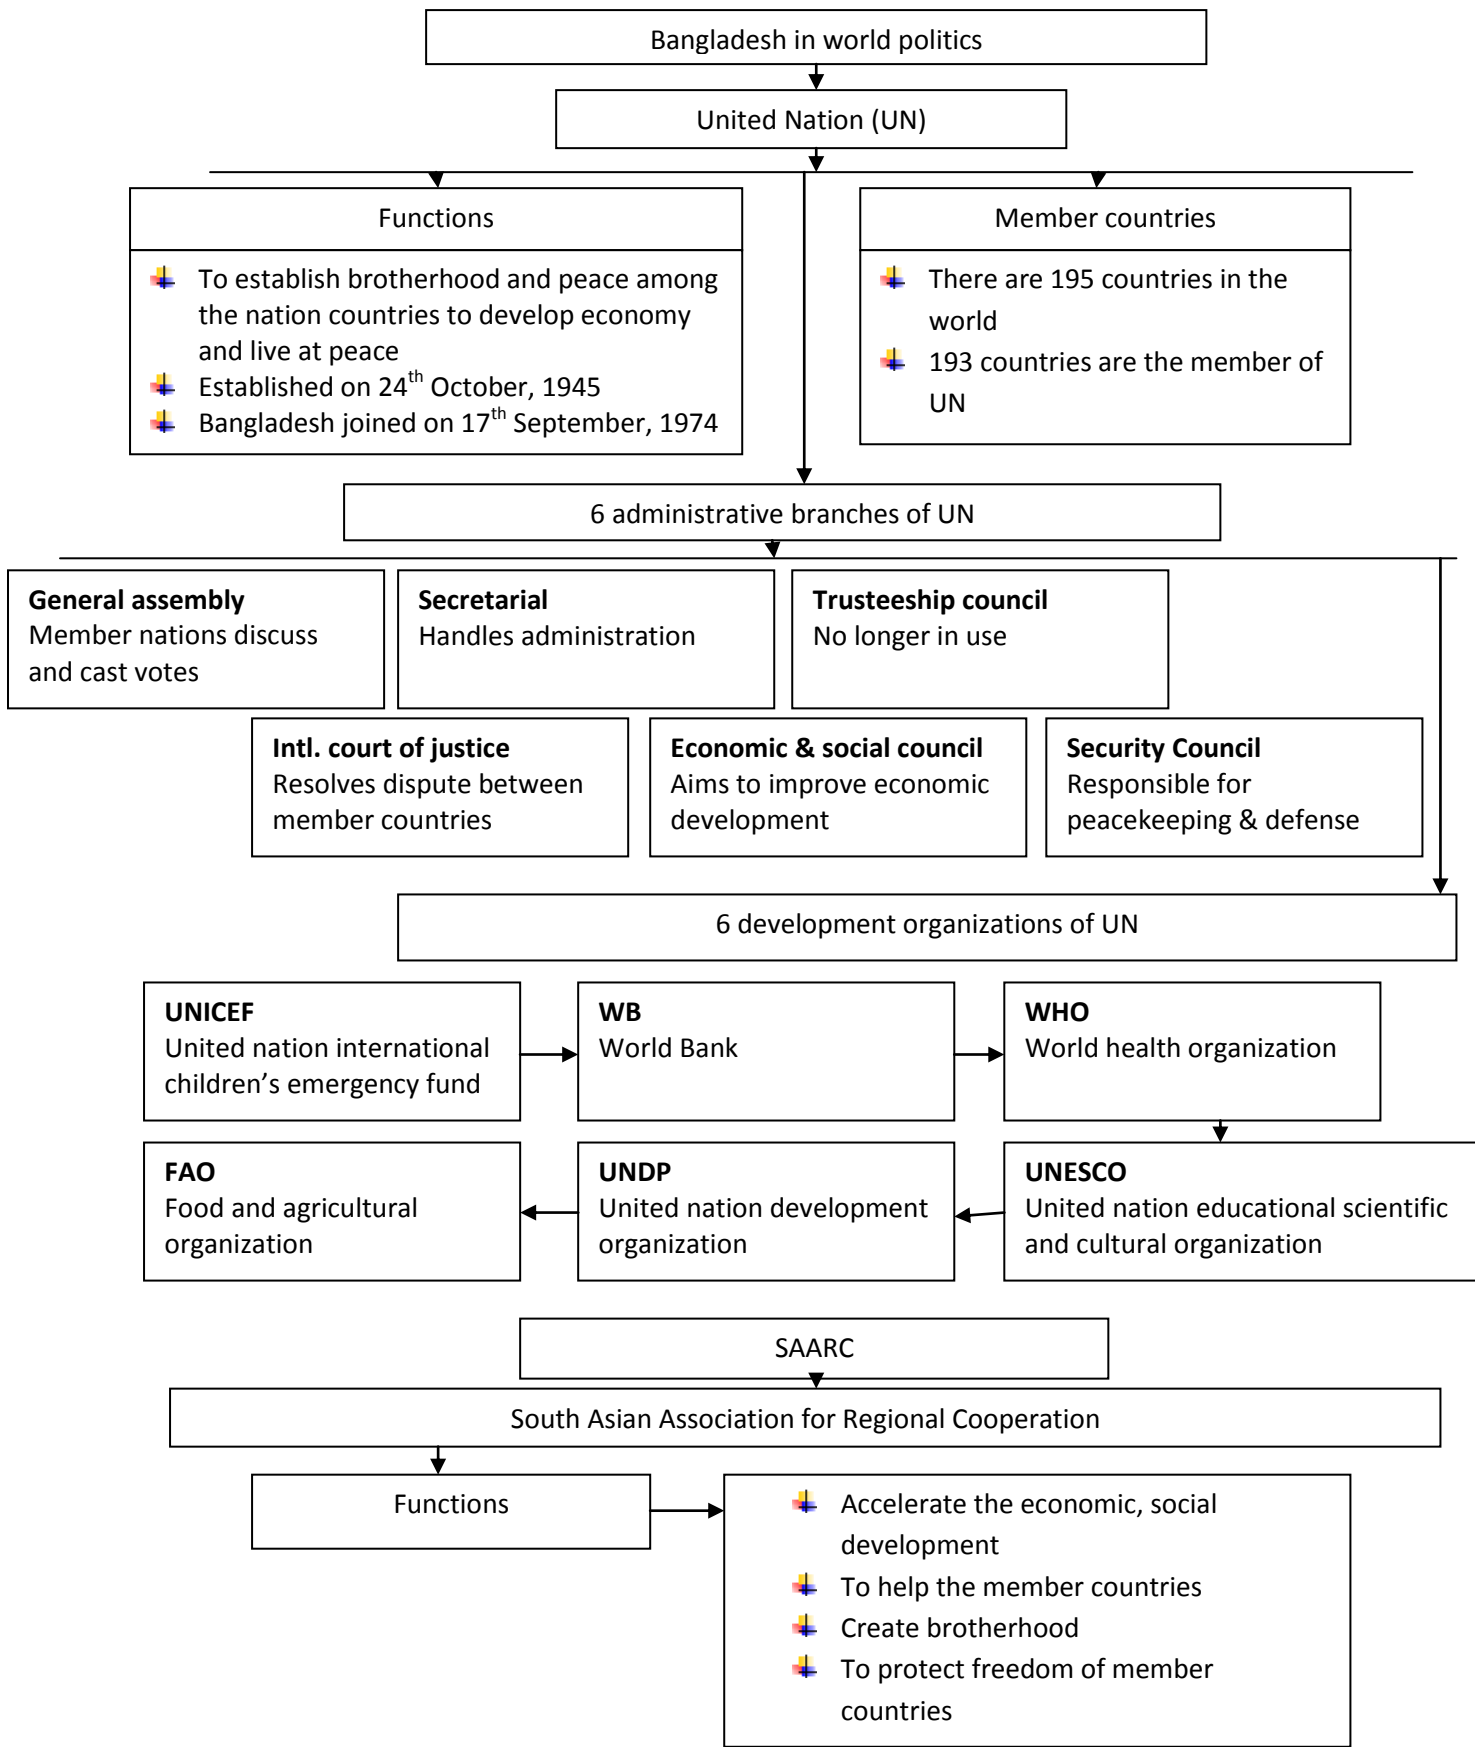 Bangladesh in world politics
United Nation (UN)
Functions
To establish brotherhood and peace among
the nation countries to develop economy
and live at peace
Established on 24th October, 1945
Bangladesh joined on 17th September, 1974
Member countries
There are 195 countries in the
world
193 countries are the member of
UN
6 administrative branches of UN
General assembly
Member nations discuss
and cast votes
Secretarial
Handles administration
Trusteeship council
No longer in use
Intl. court of justice
Resolves dispute between
member countries
Economic & social council
Aims to improve economic
development
Security Council
Responsible for
peacekeeping & defense
6 development organizations of UN
UNICEF
United nation international
children’s emergency fund
WB
World Bank
WHO
World health organization
FAO
Food and agricultural
organization
UNDP
United nation development
organization
UNESCO
United nation educational scientific
and cultural organization
SAARC
South Asian Association for Regional Cooperation
Functions
Accelerate the economic, social
development
To help the member countries
Create brotherhood
To protect freedom of member
countries